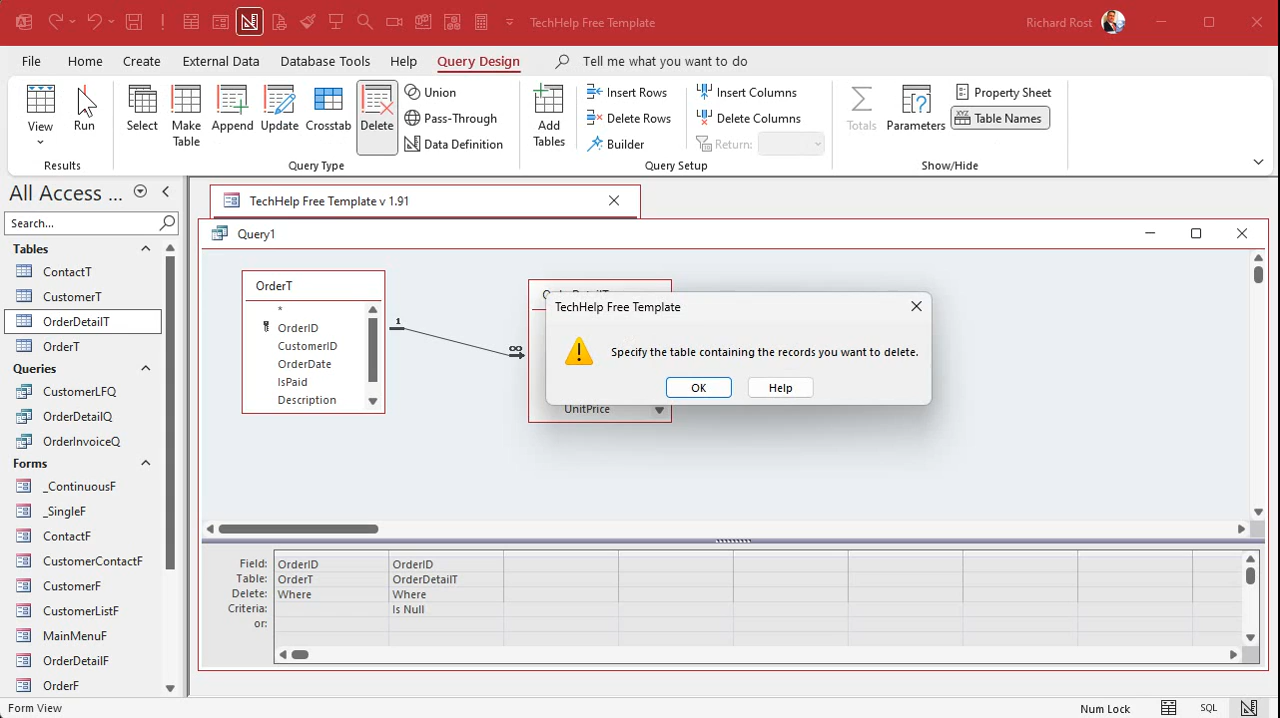 TechHelp Free Template
Richard Rost
File Home Create External Data Database Tools Help Query Design Tell me what you want to do
View Run Select Make Table Append Update Crosstab Delete
Union
Pass-Through
Data Definition
Add Tables
Insert Rows
Delete Rows
Builder
Insert Columns
Delete Columns
Return:
Totals Parameters
Property Sheet
XYZ
Table Names
Results Query Type Query Setup Show/Hide
All Access ...
Search...
Tables
ContactT
CustomerT
OrderDetailT
OrderT
Queries
CustomerLFQ
OrderDetailQ
OrderInvoiceQ
Forms
_ContinuousF
_SingleF
ContactF
CustomerContactF
CustomerF
CustomerListF
MainMenuF
OrderDetailF
OrderF
TechHelp Free Template v 1.91
Query1
OrderT
*
OrderID
CustomerID
OrderDate
IsPaid
Description
1
∞
UnitPrice
TechHelp Free Template
Specify the table containing the records you want to delete.
OK Help
Field: OrderID OrderID
Table: OrderT OrderDetailT
Delete: Where Where
Criteria: Is Null
or:
Form View
Num Lock
SQL